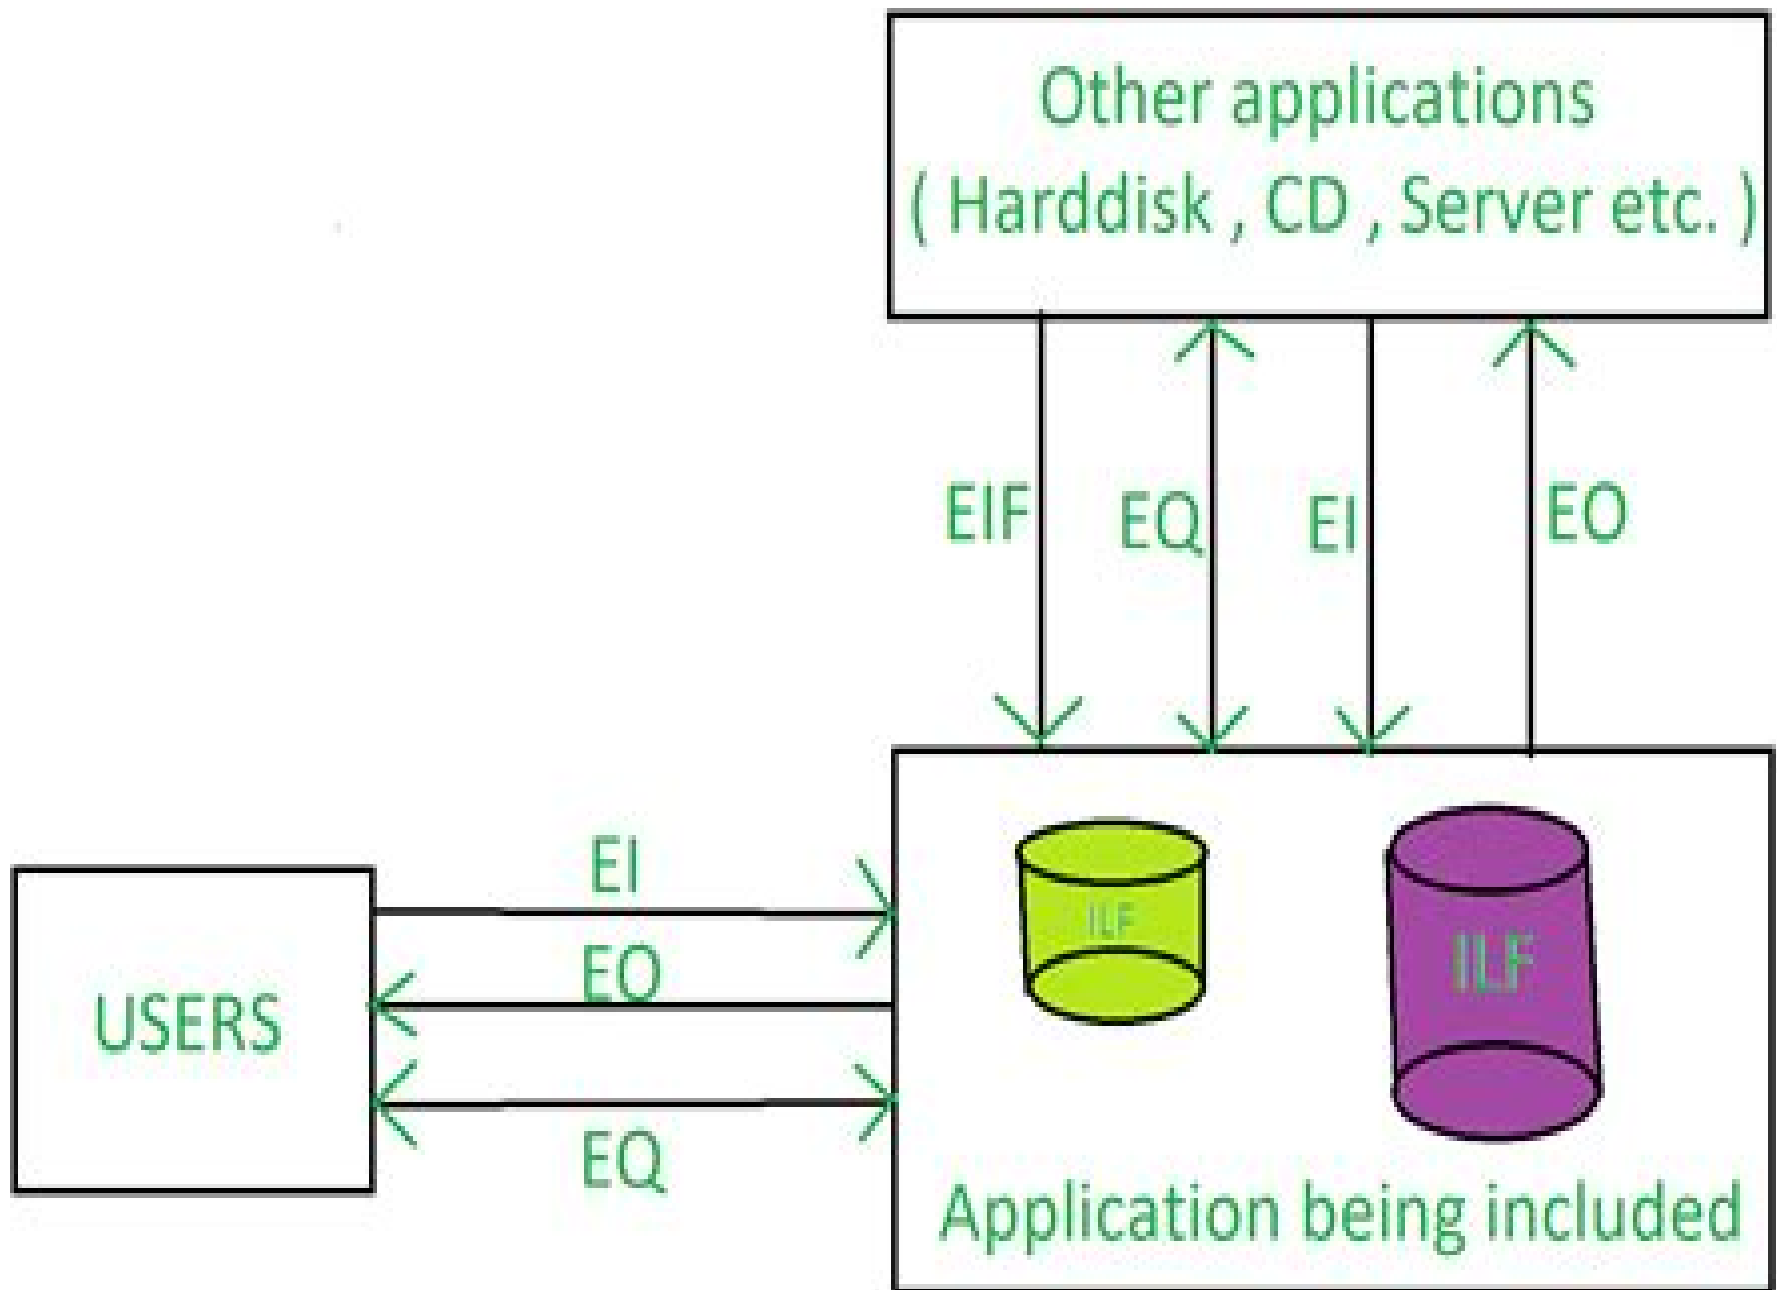 Other applications
( Harddisk , CD , Server etc. )
EIF
EQ
EI
EO
EI
EO
EQ
USERS
ILF
ILF
Application being included